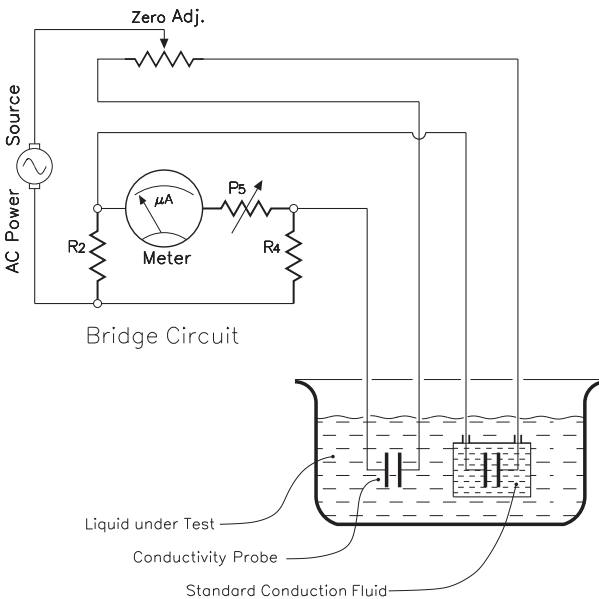 Zero Adj.
AC Power Source
μA
P5
R2
Meter
R4
Bridge Circuit
Liquid under Test
Conductivity Probe
Standard Conduction Fluid